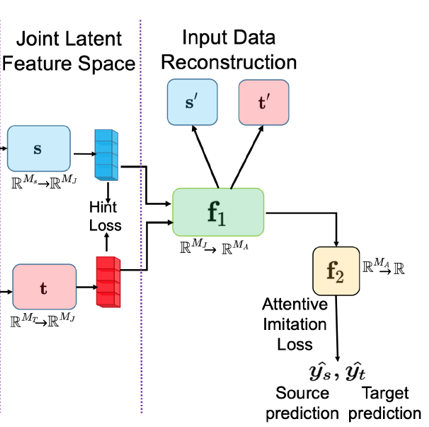 Joint Latent
Feature Space
Input Data
Reconstruction
s′
t′
s
ℝ^{M_s}→ℝ^{M_J}
Hint
Loss
f₁
ℝ^{M_J}→ ℝ^{M_A}
t
ℝ^{M_T}→ℝ^{M_J}
f₂
ℝ^{M_A}→ℝ
Attentive
Imitation
Loss
ŷ_s, ŷ_t
Source prediction
Target prediction